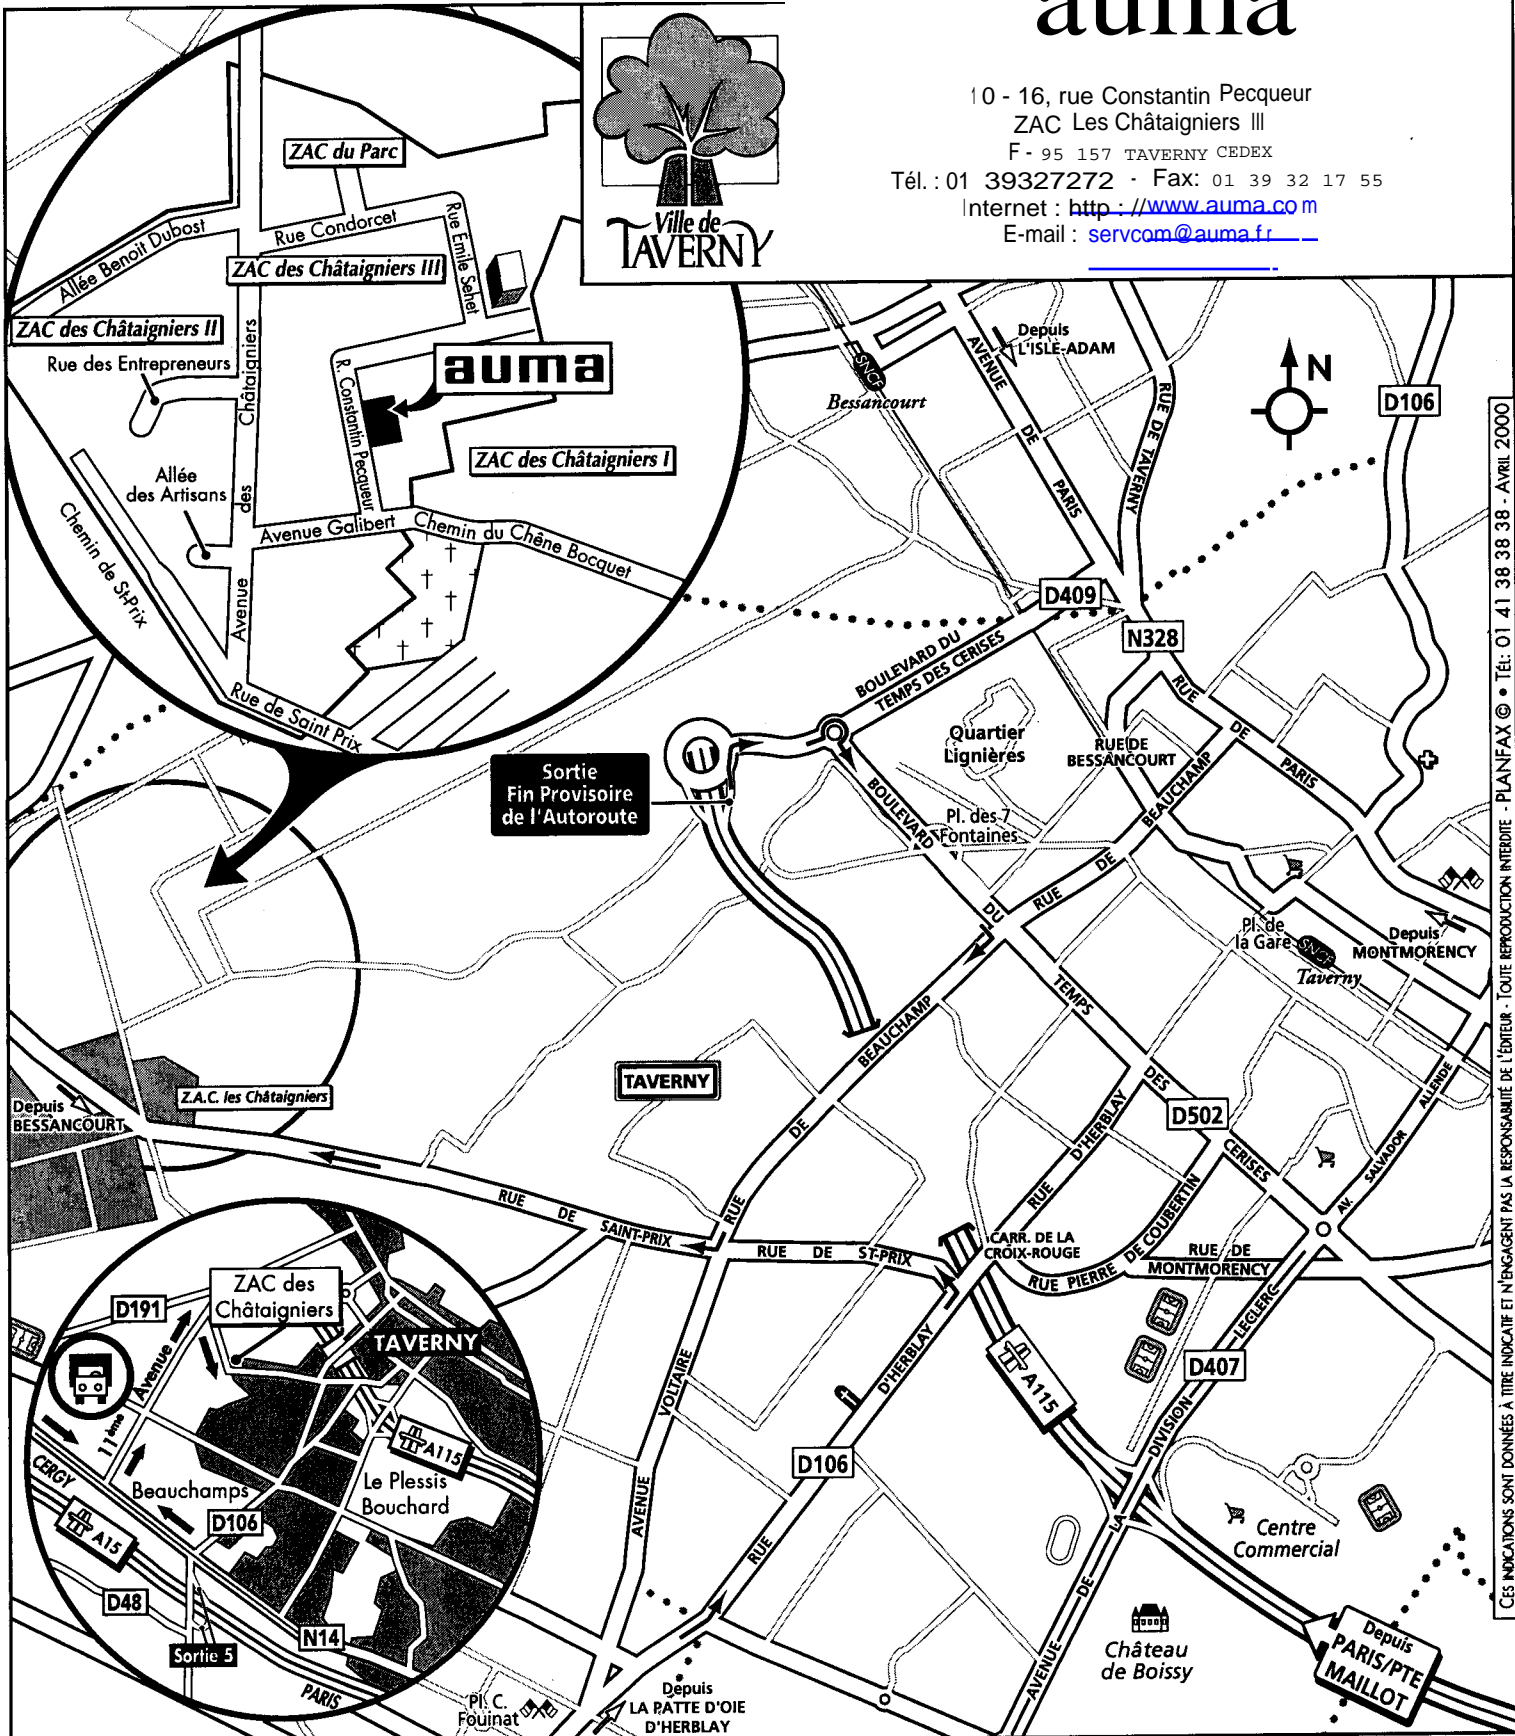 auma
10 - 16, rue Constantin Pecqueur
ZAC Les Châtaigniers III
F - 95 157 TAVERNY CEDEX
Tél. : 01 39327272 - Fax: 01 39 32 17 55
Internet : http : //www.auma.com
E-mail : servcom@auma.fr
Ville de
TAVERNY
ZAC du Parc
Rue Condorcet
Rue Emile Sehet
Allée Benoit Dubost
ZAC des Châtaigniers III
ZAC des Châtaigniers II
Rue des Entrepreneurs
Avenue des Châtaigniers
R. Constantin Pecqueur
auma
ZAC des Châtaigniers I
Allée
des Artisans
Chemin de St-Prix
Avenue Galibert
Chemin du Chêne Bocquet
Rue de Saint Prix
Depuis
L'ISLE-ADAM
SNCF
Bessancourt
AVENUE DE PARIS
RUE DE TAVERNY
N
D106
D409
N328
BOULEVARD DU
TEMPS DES CERISES
Quartier
Lignières
RUE DE
BESSANCOURT
RUE DE PARIS
Sortie
Fin Provisoire
de l'Autoroute
BOULEVARD DU TEMPS DES CERISES
Pl. des 7
Fontaines
RUE DE BEAUCHAMP
Pl. de
la Gare
SNCF
Taverny
Depuis
MONTMORENCY
TAVERNY
RUE DE BEAUCHAMP
Z.A.C. les Châtaigniers
Depuis
BESSANCOURT
D502
RUE D'HERBLAY
AV. SALVADOR ALLENDE
RUE DE SAINT-PRIX
RUE DE ST-PRIX
CARR. DE LA
CROIX-ROUGE
RUE PIERRE DE COUBERTIN
RUE DE
MONTMORENCY
ZAC des
Châtaigniers
D191
TAVERNY
11ème Avenue
A115
CERGY
Beauchamps
Le Plessis
Bouchard
D106
A15
D48
N14
Sortie 5
PARIS
AVENUE VOLTAIRE
RUE D'HERBLAY
D106
A115
D407
AVENUE DE LA DIVISION LECLERC
Centre
Commercial
Château
de Boissy
Depuis
PARIS/PTE
MAILLOT
Pl. C.
Fouinat
Depuis
LA PATTE D'OIE
D'HERBLAY
CES INDICATIONS SONT DONNÉES À TITRE INDICATIF ET N'ENGAGENT PAS LA RESPONSABILITÉ DE L'ÉDITEUR - TOUTE REPRODUCTION INTERDITE - PLANFAX © • TÉL: 01 41 38 38 38 - AVRIL 2000